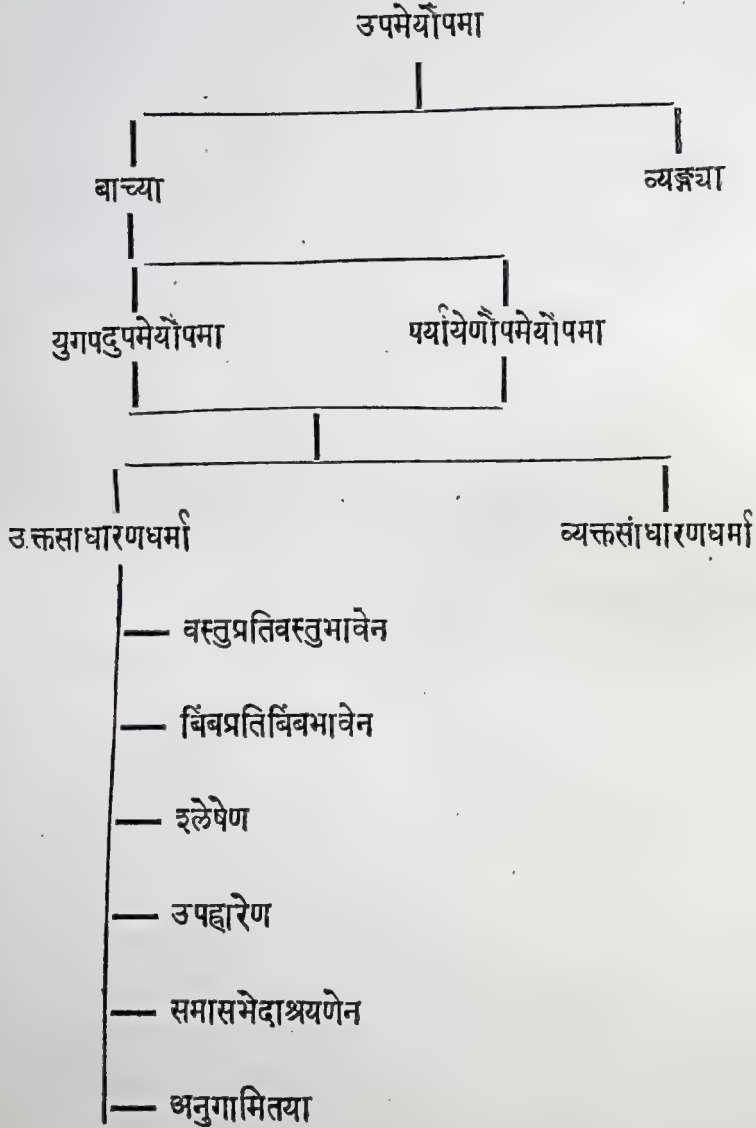 उपमेयौपमा
बाच्या
व्यङ्ग्या
युगपदुपमेयौपमा
पर्यायेणौपमेयौपमा
उक्तसाधारणधर्मा
व्यक्तसांधारणधर्मा
वस्तुप्रतिवस्तुभावेन
बिंबप्रतिबिंबभावेन
श्लेषेण
उपह्वारेण
समासभेदाश्रयणेन
अनुगामितया